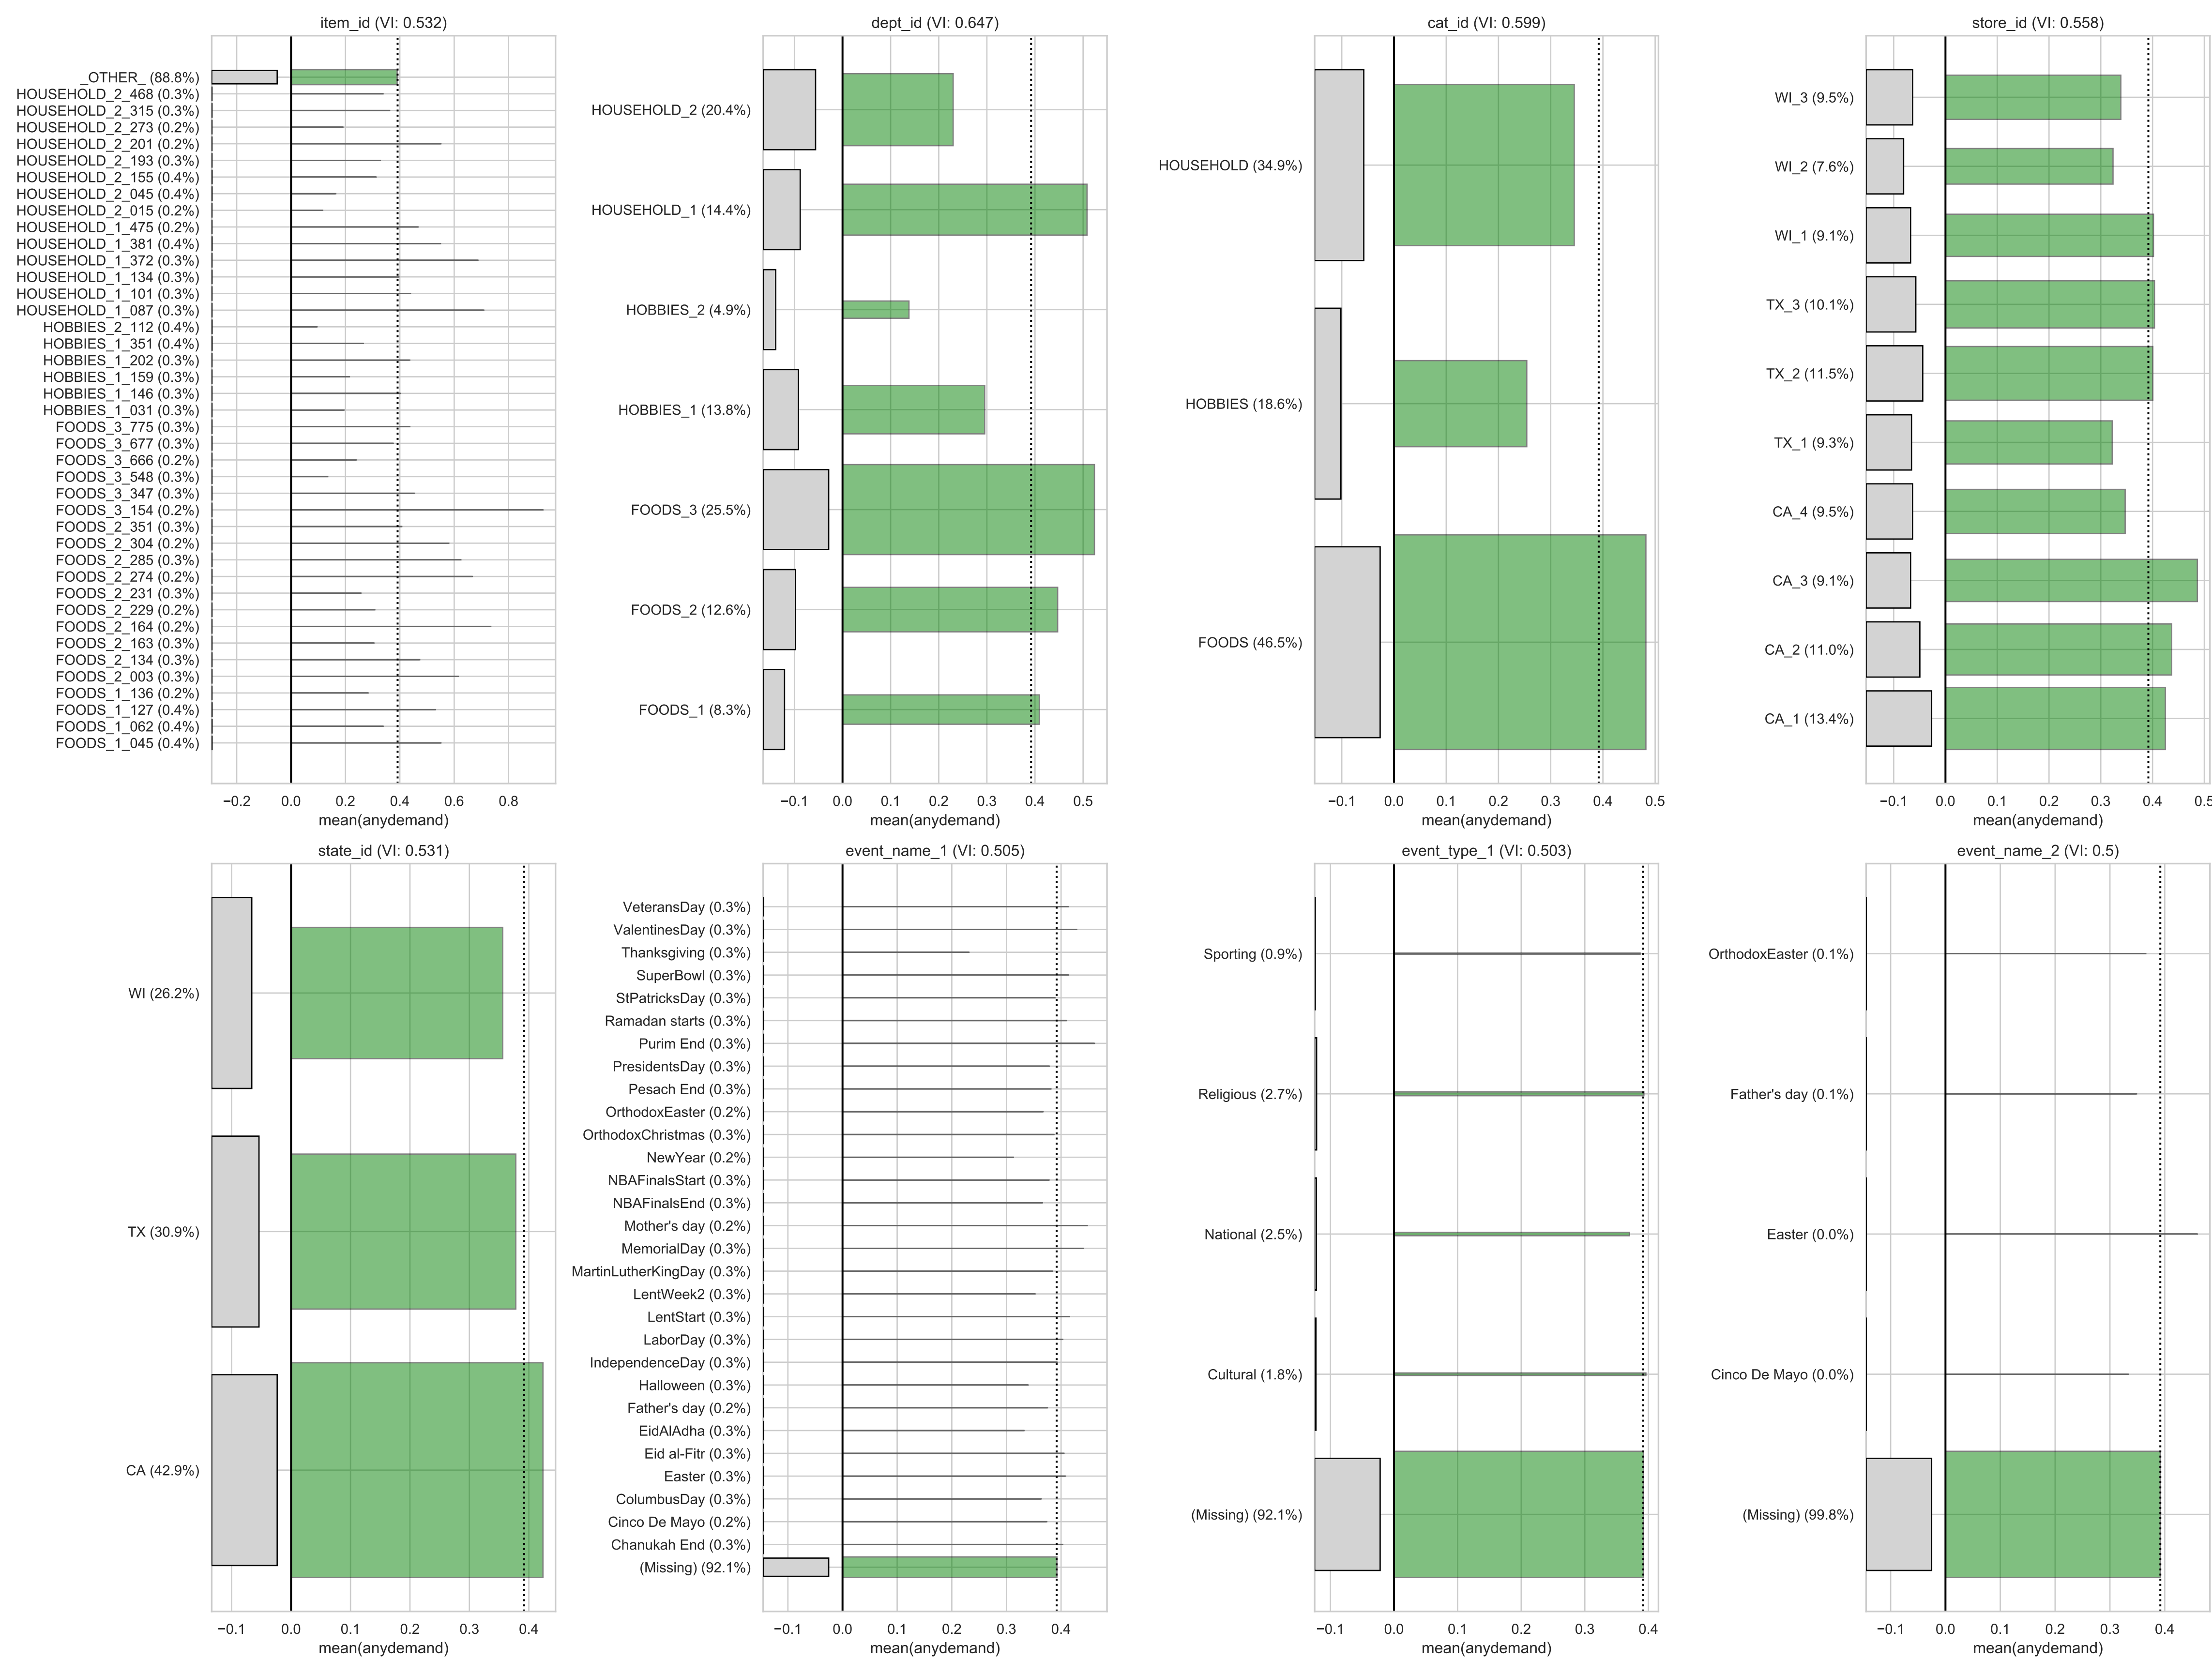 item_id (VI: 0.532)
_OTHER_ (88.8%)
HOUSEHOLD_2_468 (0.3%)
HOUSEHOLD_2_315 (0.3%)
HOUSEHOLD_2_273 (0.2%)
HOUSEHOLD_2_201 (0.2%)
HOUSEHOLD_2_193 (0.3%)
HOUSEHOLD_2_155 (0.4%)
HOUSEHOLD_2_045 (0.4%)
HOUSEHOLD_2_015 (0.2%)
HOUSEHOLD_1_475 (0.2%)
HOUSEHOLD_1_381 (0.4%)
HOUSEHOLD_1_372 (0.3%)
HOUSEHOLD_1_134 (0.3%)
HOUSEHOLD_1_101 (0.3%)
HOUSEHOLD_1_087 (0.3%)
HOBBIES_2_112 (0.4%)
HOBBIES_1_351 (0.4%)
HOBBIES_1_202 (0.3%)
HOBBIES_1_159 (0.3%)
HOBBIES_1_146 (0.3%)
HOBBIES_1_031 (0.3%)
FOODS_3_775 (0.3%)
FOODS_3_677 (0.3%)
FOODS_3_666 (0.2%)
FOODS_3_548 (0.3%)
FOODS_3_347 (0.3%)
FOODS_3_154 (0.2%)
FOODS_2_351 (0.3%)
FOODS_2_304 (0.2%)
FOODS_2_285 (0.3%)
FOODS_2_274 (0.2%)
FOODS_2_231 (0.3%)
FOODS_2_229 (0.2%)
FOODS_2_164 (0.2%)
FOODS_2_163 (0.3%)
FOODS_2_134 (0.3%)
FOODS_2_003 (0.3%)
FOODS_1_136 (0.2%)
FOODS_1_127 (0.4%)
FOODS_1_062 (0.4%)
FOODS_1_045 (0.4%)
−0.2 0.0 0.2 0.4 0.6 0.8
mean(anydemand)
dept_id (VI: 0.647)
HOUSEHOLD_2 (20.4%)
HOUSEHOLD_1 (14.4%)
HOBBIES_2 (4.9%)
HOBBIES_1 (13.8%)
FOODS_3 (25.5%)
FOODS_2 (12.6%)
FOODS_1 (8.3%)
−0.1 0.0 0.1 0.2 0.3 0.4 0.5
mean(anydemand)
cat_id (VI: 0.599)
HOUSEHOLD (34.9%)
HOBBIES (18.6%)
FOODS (46.5%)
−0.1 0.0 0.1 0.2 0.3 0.4 0.5
mean(anydemand)
store_id (VI: 0.558)
WI_3 (9.5%)
WI_2 (7.6%)
WI_1 (9.1%)
TX_3 (10.1%)
TX_2 (11.5%)
TX_1 (9.3%)
CA_4 (9.5%)
CA_3 (9.1%)
CA_2 (11.0%)
CA_1 (13.4%)
−0.1 0.0 0.1 0.2 0.3 0.4 0.5
mean(anydemand)
state_id (VI: 0.531)
WI (26.2%)
TX (30.9%)
CA (42.9%)
−0.1 0.0 0.1 0.2 0.3 0.4
mean(anydemand)
event_name_1 (VI: 0.505)
VeteransDay (0.3%)
ValentinesDay (0.3%)
Thanksgiving (0.3%)
SuperBowl (0.3%)
StPatricksDay (0.3%)
Ramadan starts (0.3%)
Purim End (0.3%)
PresidentsDay (0.3%)
Pesach End (0.3%)
OrthodoxEaster (0.2%)
OrthodoxChristmas (0.3%)
NewYear (0.2%)
NBAFinalsStart (0.3%)
NBAFinalsEnd (0.3%)
Mother's day (0.2%)
MemorialDay (0.3%)
MartinLutherKingDay (0.3%)
LentWeek2 (0.3%)
LentStart (0.3%)
LaborDay (0.3%)
IndependenceDay (0.3%)
Halloween (0.3%)
Father's day (0.2%)
EidAlAdha (0.3%)
Eid al-Fitr (0.3%)
Easter (0.3%)
ColumbusDay (0.3%)
Cinco De Mayo (0.2%)
Chanukah End (0.3%)
(Missing) (92.1%)
−0.1 0.0 0.1 0.2 0.3 0.4
mean(anydemand)
event_type_1 (VI: 0.503)
Sporting (0.9%)
Religious (2.7%)
National (2.5%)
Cultural (1.8%)
(Missing) (92.1%)
−0.1 0.0 0.1 0.2 0.3 0.4
mean(anydemand)
event_name_2 (VI: 0.5)
OrthodoxEaster (0.1%)
Father's day (0.1%)
Easter (0.0%)
Cinco De Mayo (0.0%)
(Missing) (99.8%)
−0.1 0.0 0.1 0.2 0.3 0.4
mean(anydemand)